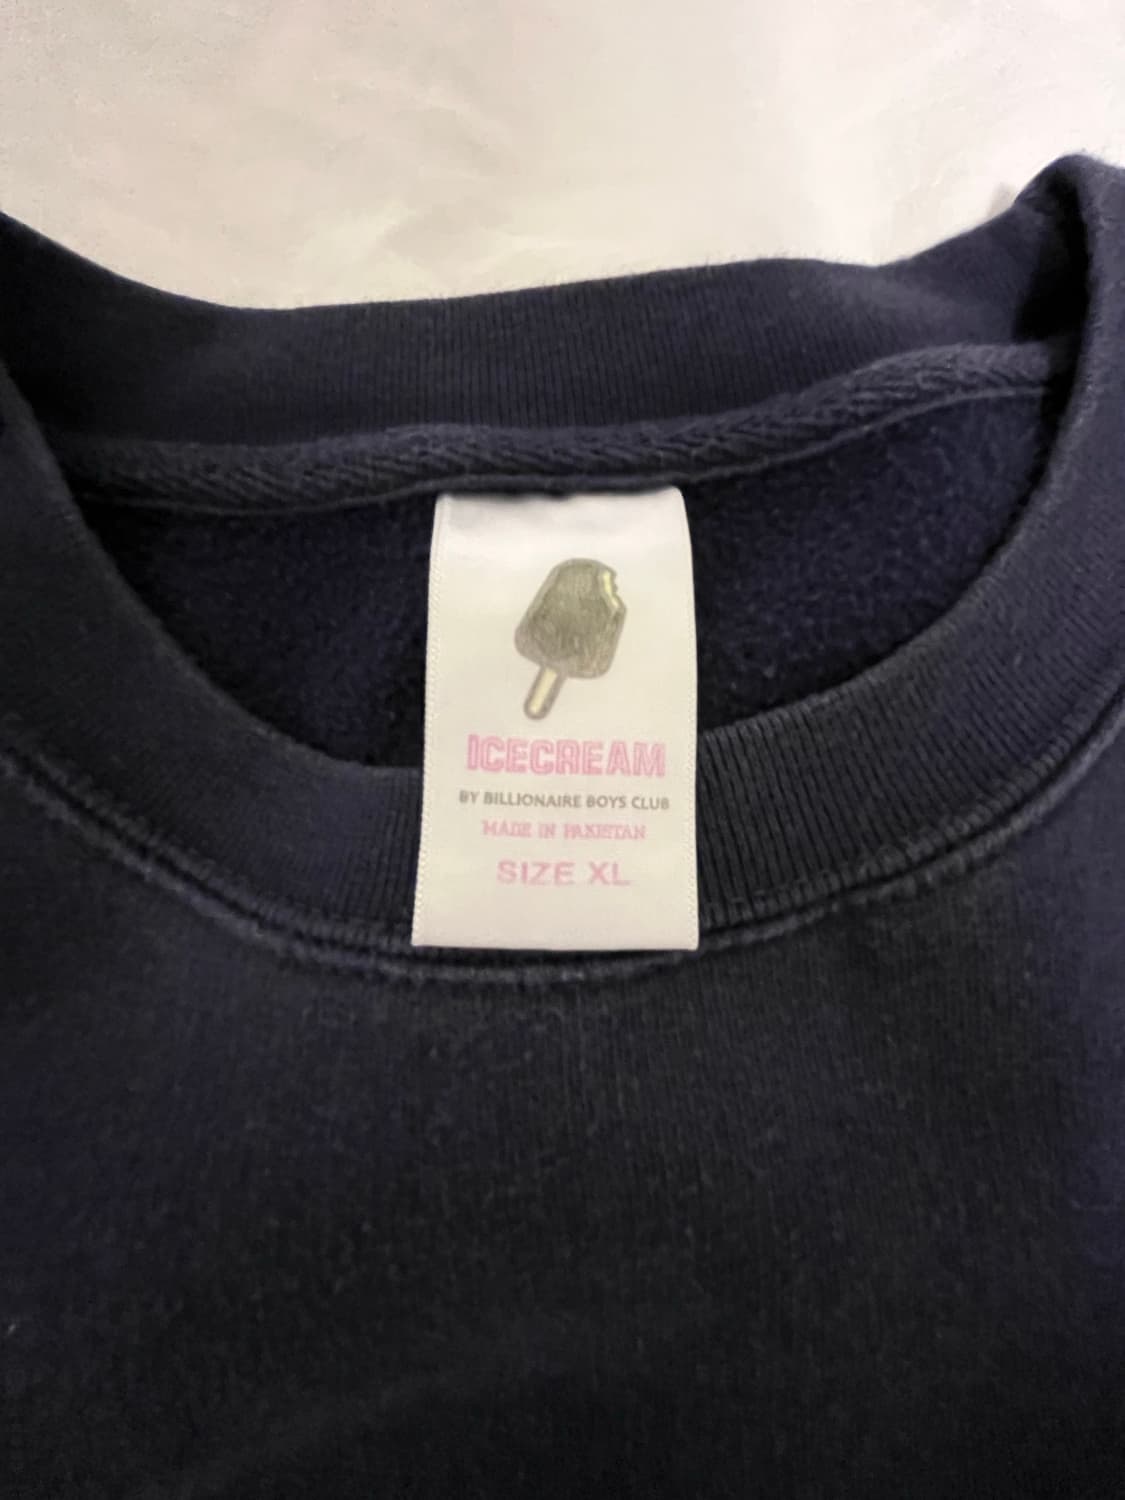 ICECREAM
BY BILLIONAIRE BOYS CLUB
MADE IN PAKISTAN
SIZE XL